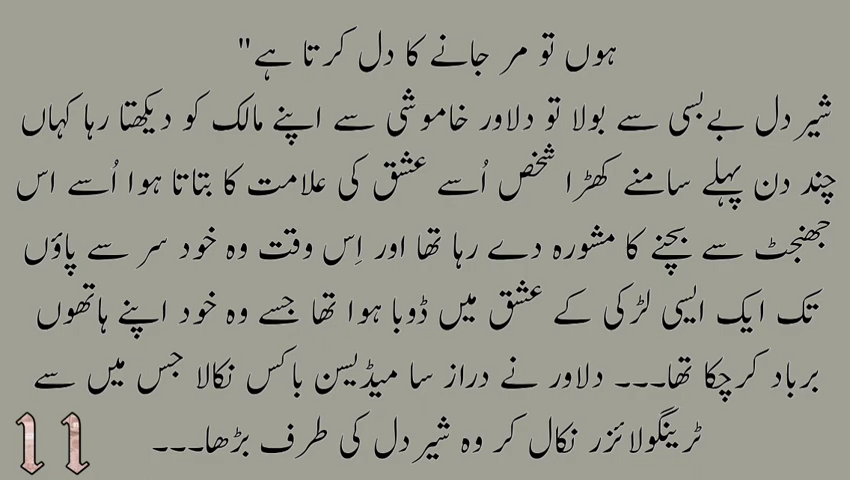 ہوں تو مر جانے کا دل کرتا ہے"
شیر دل بے بسی سے بولا تو دلاور خاموشی سے اپنے مالک کو دیکھتا رہا کہاں
چند دن پہلے سامنے کھڑا شخص اُسے عشق کی علامت کا بتاتا ہوا اُسے اس
جھنجٹ سے بچنے کا مشورہ دے رہا تھا اور اِس وقت وہ خود سر سے پاؤں
تک ایک ایسی لڑکی کے عشق میں ڈوبا ہوا تھا جسے وہ خود اپنے ہاتھوں
برباد کرچکا تھا۔۔۔ دلاور نے دراز سا میڈیسن باکس نکالا جس میں سے
ٹرینگولائزر نکال کر وہ شیر دل کی طرف بڑھا۔۔۔
11